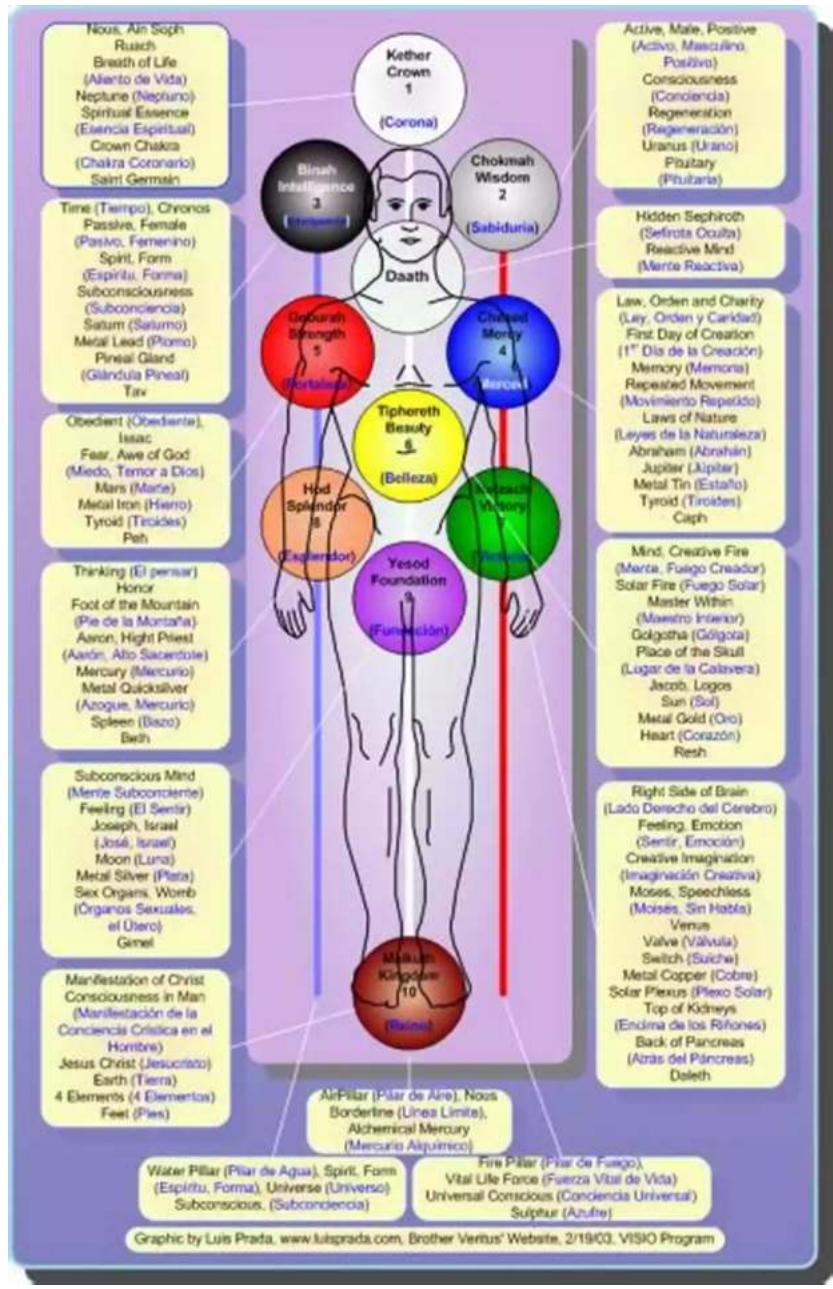 Nous, Ain Soph
Ruach
Breath of Life
(Aliento de Vida)
Neptune (Neptuno)
Spiritual Essence
(Esencia Espiritual)
Crown Chakra
(Chakra Coronario)
Saint Germain
Time (Tiempo), Chronos
Passive, Female
(Pasivo, Femenino)
Spirit, Form
(Espíritu, Forma)
Subconsciousness
(Subconciencia)
Saturn (Saturno)
Metal Lead (Plomo)
Pineal Gland
(Glándula Pineal)
Tav
Obedient (Obediente),
Issac
Fear, Awe of God
(Miedo, Temor a Dios)
Mars (Marte)
Metal Iron (Hierro)
Tyroid (Tiroides)
Peh
Thinking (El pensar)
Honor
Foot of the Mountain
(Pie de la Montaña)
Aaron, Hight Priest
(Aarón, Alto Sacerdote)
Mercury (Mercurio)
Metal Quicksilver
(Azogue, Mercurio)
Spleen (Bazo)
Beth
Subconscious Mind
(Mente Subconciente)
Feeling (El Sentir)
Joseph, Israel
(José, Israel)
Moon (Luna)
Metal Silver (Plata)
Sex Organs, Womb
(Órganos Sexuales,
el Útero)
Gimel
Manifestation of Christ
Consciousness in Man
(Manifestación de la
Conciencia Crística en el
Hombre)
Jesus Christ (Jesucristo)
Earth (Tierra)
4 Elements (4 Elementos)
Feet (Pies)
Kether
Crown
1
(Corona)
Binah
Intelligence
3
Chokmah
Wisdom
2
(Sabiduria)
Daath
Geburah
Strength
5
(Fortaleza)
Chesed
Mercy
4
(Merced)
Tiphereth
Beauty
6
(Belleza)
Hod
Splendor
8
(Esplendor)
Netzach
Victory
7
(Victoria)
Yesod
Foundation
9
(Fundación)
Malkuth
Kingdom
10
(Reino)
Active, Male, Positive
(Activo, Masculino,
Positivo)
Consciousness
(Conciencia)
Regeneration
(Regeneración)
Uranus (Urano)
Pituitary
(Pituitaria)
Hidden Sephiroth
(Sefirota Oculta)
Reactive Mind
(Mente Reactiva)
Law, Orden and Charity
(Ley, Orden y Caridad)
First Day of Creation
(1er Día de la Creación)
Memory (Memoria)
Repeated Movement
(Movimiento Repetido)
Laws of Nature
(Leyes de la Naturaleza)
Abraham (Abrahán)
Jupiter (Júpiter)
Metal Tin (Estaño)
Tyroid (Tiroides)
Caph
Mind, Creative Fire
(Mente, Fuego Creador)
Solar Fire (Fuego Solar)
Master Within
(Maestro Interior)
Golgotha (Gólgota)
Place of the Skull
(Lugar de la Calavera)
Jacob, Logos
Sun (Sol)
Metal Gold (Oro)
Heart (Corazón)
Resh
Right Side of Brain
(Lado Derecho del Cerebro)
Feeling, Emotion
(Sentir, Emoción)
Creative Imagination
(Imaginación Creativa)
Moses, Speechless
(Moisés, Sin Habla)
Venus
Valve (Válvula)
Switch (Suiche)
Metal Copper (Cobre)
Solar Plexus (Plexo Solar)
Top of Kidneys
(Encima de los Riñones)
Back of Pancreas
(Atrás del Páncreas)
Daleth
AirPillar (Pilar de Aire), Nous
Borderline (Línea Límite),
Alchemical Mercury
(Mercurio Alquímico)
Water Pillar (Pilar de Agua), Spirit, Form
(Espíritu, Forma), Universe (Universo)
Subconscious, (Subconciencia)
Fire Pillar (Pilar de Fuego),
Vital Life Force (Fuerza Vital de Vida)
Universal Conscious (Conciencia Universal)
Sulphur (Azufre)
Graphic by Luis Prada, www.luisprada.com, Brother Veritus' Website, 2/19/03, VISIO Program